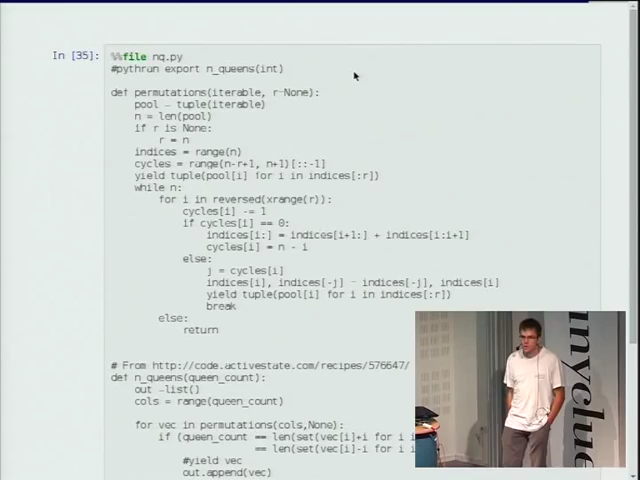 In [35]:
%%file nq.py
#pythran export n_queens(int)
def permutations(iterable, r=None):
pool = tuple(iterable)
n = len(pool)
if r is None:
r = n
indices = range(n)
cycles = range(n-r+1, n+1)[::-1]
yield tuple(pool[i] for i in indices[:r])
while n:
for i in reversed(xrange(r)):
cycles[i] -= 1
if cycles[i] == 0:
indices[i:] = indices[i+1:] + indices[i:i+1]
cycles[i] = n - i
else:
j = cycles[i]
indices[i], indices[-j] = indices[-j], indices[i]
yield tuple(pool[i] for i in indices[:r])
break
else:
return
# From http://code.activestate.com/recipes/576647/
def n_queens(queen_count):
out =list()
cols = range(queen_count)
for vec in permutations(cols,None):
if (queen_count == len(set(vec[i]+i for i i
== len(set(vec[i]-i for i i
#yield vec
out.append(vec)
nyclue